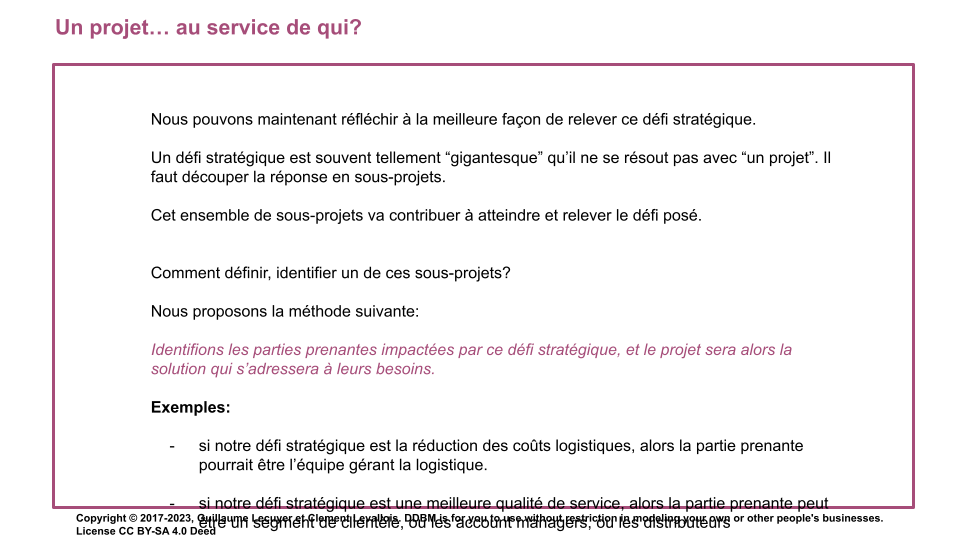 Un projet… au service de qui?
Nous pouvons maintenant réfléchir à la meilleure façon de relever ce défi stratégique.
Un défi stratégique est souvent tellement “gigantesque” qu’il ne se résout pas avec “un projet”. Il
faut découper la réponse en sous-projets.
Cet ensemble de sous-projets va contribuer à atteindre et relever le défi posé.
Comment définir, identifier un de ces sous-projets?
Nous proposons la méthode suivante:
Identifions les parties prenantes impactées par ce défi stratégique, et le projet sera alors la
solution qui s’adressera à leurs besoins.
Exemples:
- si notre défi stratégique est la réduction des coûts logistiques, alors la partie prenante
pourrait être l’équipe gérant la logistique.
- si notre défi stratégique est une meilleure qualité de service, alors la partie prenante peut
être un segment de clientèle, ou les account managers, ou les distributeurs
Copyright © 2017-2023, Guillaume Lecuyer et Clement Levallois. DDBM is for you to use without restriction in modeling your own or other people's businesses.
License CC BY-SA 4.0 Deed